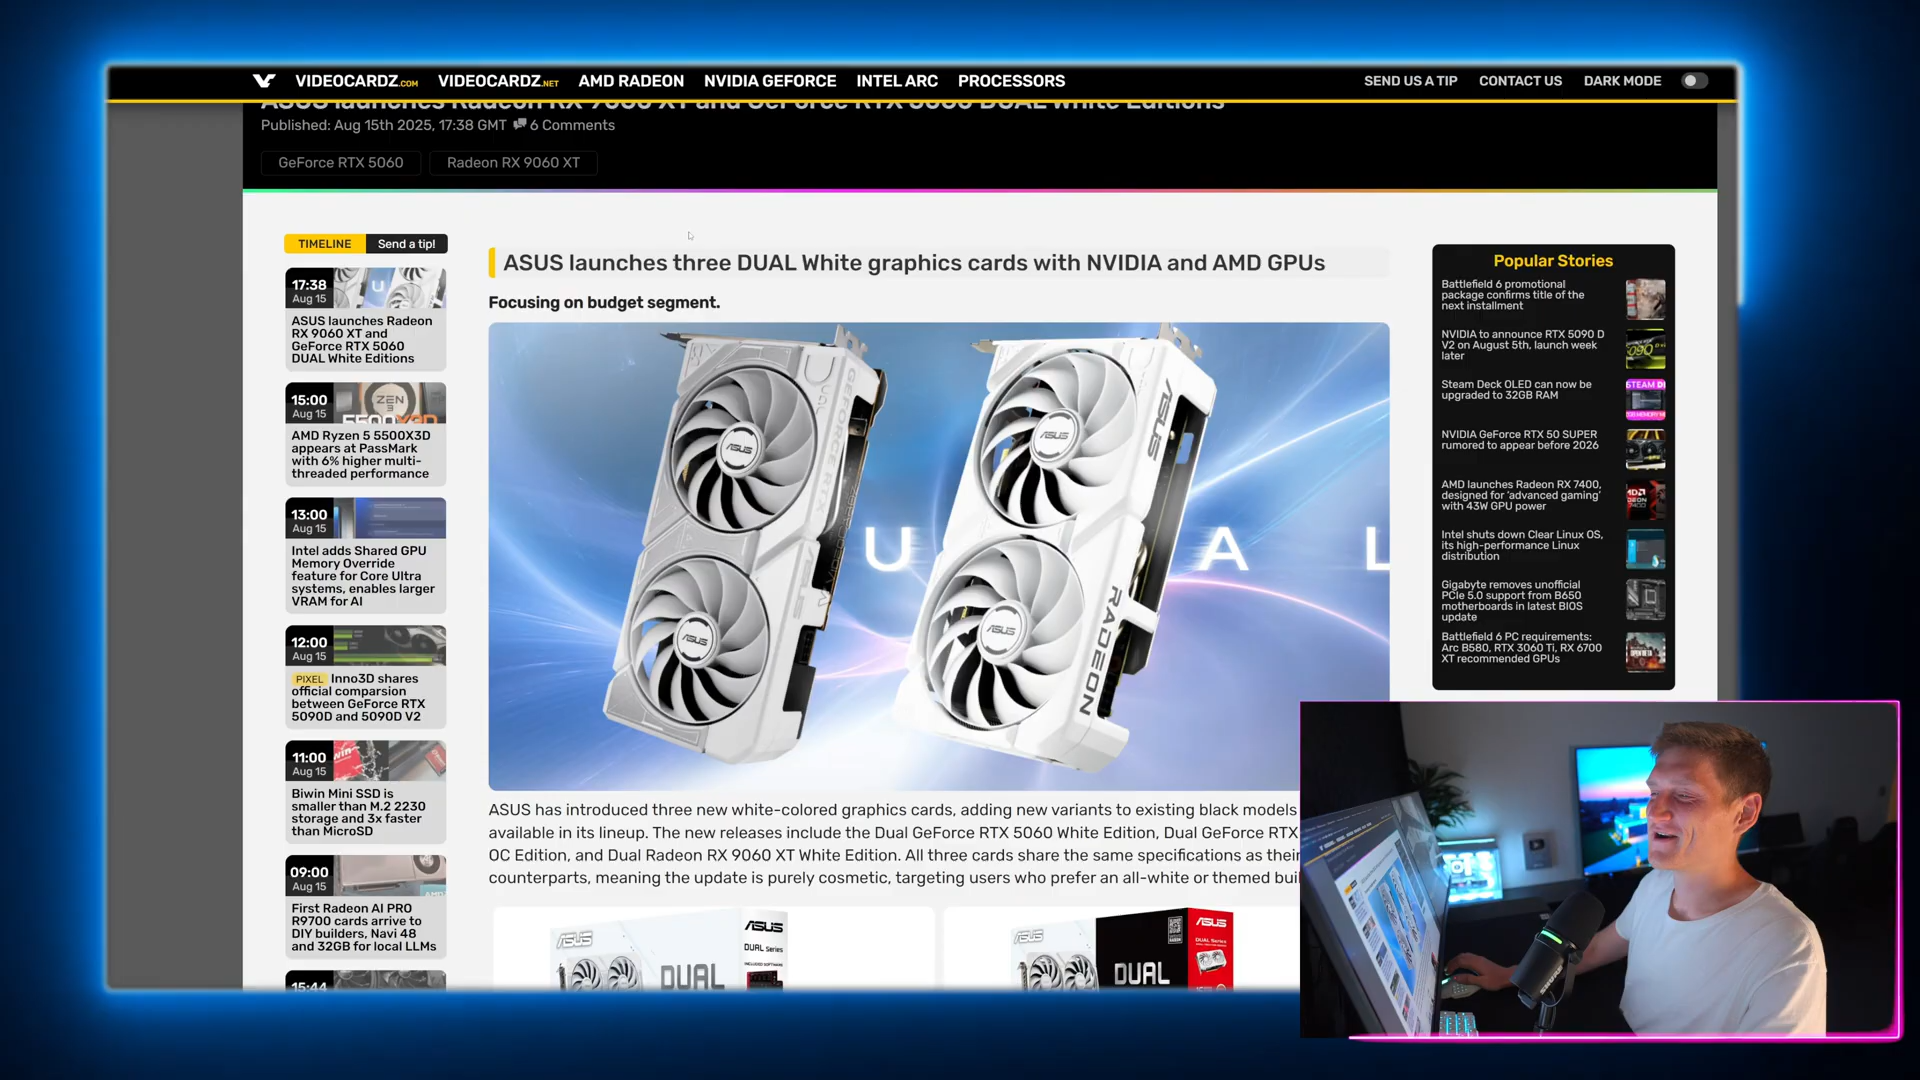 VIDEOCARDZ.COM VIDEOCARDZ.NET AMD RADEON NVIDIA GEFORCE INTEL ARC PROCESSORS
SEND US A TIP CONTACT US DARK MODE
ASUS launches Radeon RX 9060 XT and GeForce RTX 5060 DUAL White Editions
Published: Aug 15th 2025, 17:38 GMT 6 Comments
GeForce RTX 5060 Radeon RX 9060 XT
TIMELINE Send a tip!
17:38
Aug 15
ASUS launches Radeon
RX 9060 XT and
GeForce RTX 5060
DUAL White Editions
15:00
Aug 15
ZEN
3
5500X3D
AMD Ryzen 5 5500X3D
appears at PassMark
with 6% higher multi-
threaded performance
13:00
Aug 15
Intel adds Shared GPU
Memory Override
feature for Core Ultra
systems, enables larger
VRAM for AI
12:00
Aug 15
PIXEL Inno3D shares
official comparsion
between GeForce RTX
5090D and 5090D V2
11:00
Aug 15
Biwin Mini SSD is
smaller than M.2 2230
storage and 3x faster
than MicroSD
09:00
Aug 15
First Radeon AI PRO
R9700 cards arrive to
DIY builders, Navi 48
and 32GB for local LLMs
15:44
ASUS launches three DUAL White graphics cards with NVIDIA and AMD GPUs
Focusing on budget segment.
U A L
ASUS
ASUS
GEFORCE RTX
ASUS
ASUS
ASUS
RADEON
ASUS has introduced three new white-colored graphics cards, adding new variants to existing black models
available in its lineup. The new releases include the Dual GeForce RTX 5060 White Edition, Dual GeForce RTX
OC Edition, and Dual Radeon RX 9060 XT White Edition. All three cards share the same specifications as their
counterparts, meaning the update is purely cosmetic, targeting users who prefer an all-white or themed buil
ASUS
ASUS
DUAL Series
DUAL
ASUS
ASUS
DUAL Series
DUAL
Popular Stories
Battlefield 6 promotional
package confirms title of the
next installment
NVIDIA to announce RTX 5090 D
V2 on August 5th, launch week
later
Steam Deck OLED can now be
upgraded to 32GB RAM
NVIDIA GeForce RTX 50 SUPER
rumored to appear before 2026
AMD launches Radeon RX 7400,
designed for ‘advanced gaming’
with 43W GPU power
Intel shuts down Clear Linux OS,
its high-performance Linux
distribution
Gigabyte removes unofficial
PCIe 5.0 support from B650
motherboards in latest BIOS
update
Battlefield 6 PC requirements:
Arc B580, RTX 3060 Ti, RX 6700
XT recommended GPUs